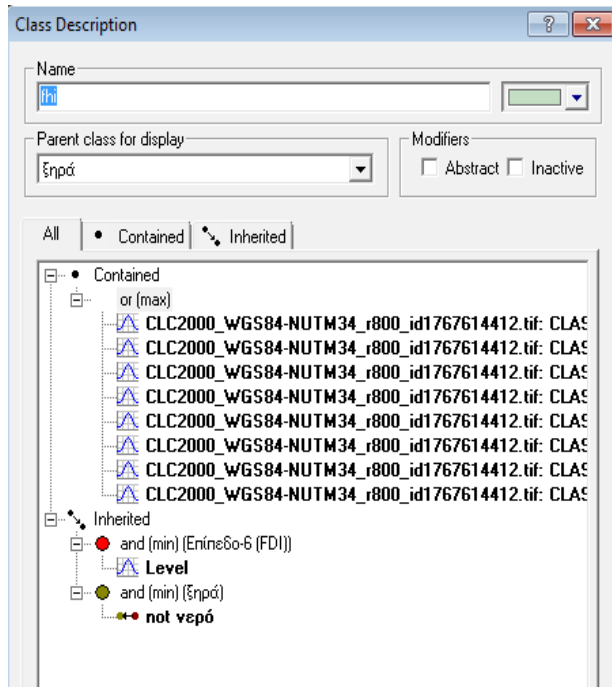 Class Description
Name
fhi
Parent class for display
ξηρά
Modifiers
Abstract
Inactive
All
Contained
Inherited
Contained
or (max)
CLC2000_WGS84-NUTM34_r800_id1767614412.tif: CLAS
CLC2000_WGS84-NUTM34_r800_id1767614412.tif: CLAS
CLC2000_WGS84-NUTM34_r800_id1767614412.tif: CLAS
CLC2000_WGS84-NUTM34_r800_id1767614412.tif: CLAS
CLC2000_WGS84-NUTM34_r800_id1767614412.tif: CLAS
CLC2000_WGS84-NUTM34_r800_id1767614412.tif: CLAS
CLC2000_WGS84-NUTM34_r800_id1767614412.tif: CLAS
CLC2000_WGS84-NUTM34_r800_id1767614412.tif: CLAS
Inherited
and (min) (Επίπεδο-6 (FDI))
Level
and (min) (ξηρά)
not νερό